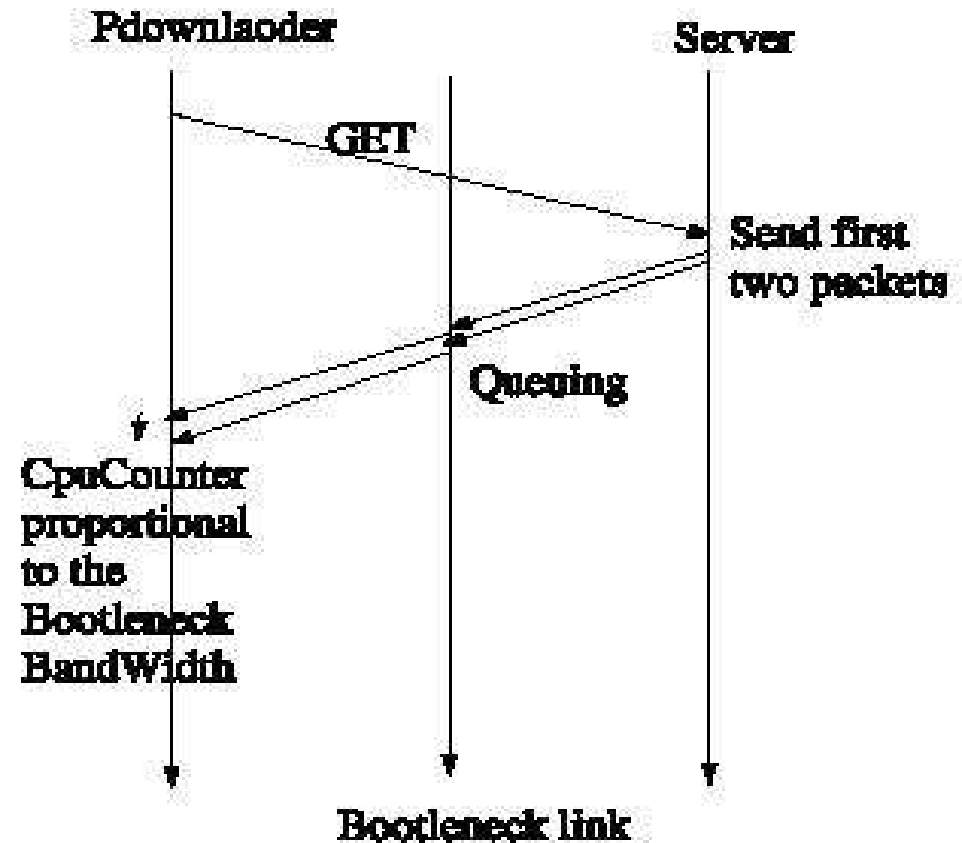 Pdownlaoder
Server
GET
Send first
two packets
Queuing
CpuCounter
proportional
to the
Bootleneck
BandWidth
Bootleneck link